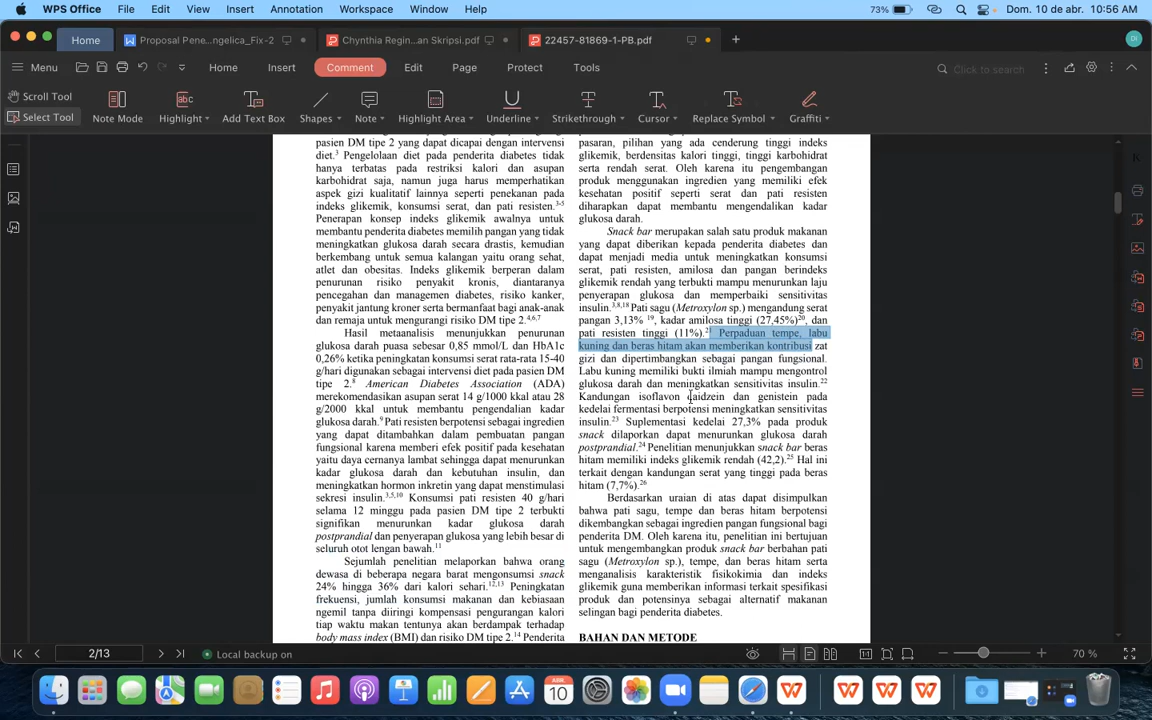 WPS Office File Edit View Insert Annotation Workspace Window Help 73% Dom. 10 de abr. 10:56 AM
Home Proposal Pene...ngelica_Fix-2 Chynthia Regin...an Skripsi.pdf 22457-81869-1-PB.pdf + DI
Menu Home Insert Comment Edit Page Protect Tools Click to search
Scroll Tool
Select Tool
Note Mode Highlight Add Text Box Shapes Note Highlight Area Underline Strikethrough Cursor Replace Symbol Graffiti
pasien DM tipe 2 yang dapat dicapai dengan intervensi
diet.3 Pengelolaan diet pada penderita diabetes tidak
hanya terbatas pada restriksi kalori dan asupan
karbohidrat saja, namun juga harus memperhatikan
aspek gizi kualitatif lainnya seperti penekanan pada
indeks glikemik, konsumsi serat, dan pati resisten.3-5
Penerapan konsep indeks glikemik awalnya untuk
membantu penderita diabetes memilih pangan yang tidak
meningkatkan glukosa darah secara drastis, kemudian
berkembang untuk semua kalangan yaitu orang sehat,
atlet dan obesitas. Indeks glikemik berperan dalam
penurunan risiko penyakit kronis, diantaranya
pencegahan dan managemen diabetes, risiko kanker,
penyakit jantung kroner serta bermanfaat bagi anak-anak
dan remaja untuk mengurangi risiko DM tipe 2.4,6,7
Hasil metaanalisis menunjukkan penurunan
glukosa darah puasa sebesar 0,85 mmol/L dan HbA1c
0,26% ketika peningkatan konsumsi serat rata-rata 15-40
g/hari digunakan sebagai intervensi diet pada pasien DM
tipe 2.8 American Diabetes Association (ADA)
merekomendasikan asupan serat 14 g/1000 kkal atau 28
g/2000 kkal untuk membantu pengendalian kadar
glukosa darah.9 Pati resisten berpotensi sebagai ingredien
yang dapat ditambahkan dalam pembuatan pangan
fungsional karena memberi efek positif pada kesehatan
yaitu daya cernanya lambat sehingga dapat menurunkan
kadar glukosa darah dan kebutuhan insulin, dan
meningkatkan hormon inkretin yang dapat menstimulasi
sekresi insulin.3,5,10 Konsumsi pati resisten 40 g/hari
selama 12 minggu pada pasien DM tipe 2 terbukti
signifikan menurunkan kadar glukosa darah
postprandial dan penyerapan glukosa yang lebih besar di
seluruh otot lengan bawah.11
Sejumlah penelitian melaporkan bahwa orang
dewasa di beberapa negara barat mengonsumsi snack
24% hingga 36% dari kalori sehari.12,13 Peningkatan
frekuensi, jumlah konsumsi makanan dan kebiasaan
ngemil tanpa diiringi kompensasi pengurangan kalori
tiap waktu makan tentunya akan berdampak terhadap
body mass index (BMI) dan risiko DM tipe 2.14 Penderita
pasaran, pilihan yang ada cenderung tinggi indeks
glikemik, berdensitas kalori tinggi, tinggi karbohidrat
serta rendah serat. Oleh karena itu pengembangan
produk menggunakan ingredien yang memiliki efek
kesehatan positif seperti serat dan pati resisten
diharapkan dapat membantu mengendalikan kadar
glukosa darah.
Snack bar merupakan salah satu produk makanan
yang dapat diberikan kepada penderita diabetes dan
dapat menjadi media untuk meningkatkan konsumsi
serat, pati resisten, amilosa dan pangan berindeks
glikemik rendah yang terbukti mampu menurunkan laju
penyerapan glukosa dan memperbaiki sensitivitas
insulin.3,8,18 Pati sagu (Metroxylon sp.) mengandung serat
pangan 3,13% 19, kadar amilosa tinggi (27,45%)20, dan
pati resisten tinggi (11%).21 Perpaduan tempe, labu
kuning dan beras hitam akan memberikan kontribusi zat
gizi dan dipertimbangkan sebagai pangan fungsional.
Labu kuning memiliki bukti ilmiah mampu mengontrol
glukosa darah dan meningkatkan sensitivitas insulin.22
Kandungan isoflavon daidzein dan genistein pada
kedelai fermentasi berpotensi meningkatkan sensitivitas
insulin.23 Suplementasi kedelai 27,3% pada produk
snack dilaporkan dapat menurunkan glukosa darah
postprandial.24 Penelitian menunjukkan snack bar beras
hitam memiliki indeks glikemik rendah (42,2).25 Hal ini
terkait dengan kandungan serat yang tinggi pada beras
hitam (7,7%).26
Berdasarkan uraian di atas dapat disimpulkan
bahwa pati sagu, tempe dan beras hitam berpotensi
dikembangkan sebagai ingredien pangan fungsional bagi
penderita DM. Oleh karena itu, penelitian ini bertujuan
untuk mengembangkan produk snack bar berbahan pati
sagu (Metroxylon sp.), tempe, dan beras hitam serta
menganalisis karakteristik fisikokimia dan indeks
glikemik guna memberikan informasi terkait spesifikasi
produk dan potensinya sebagai alternatif makanan
selingan bagi penderita diabetes.
BAHAN DAN METODE
2/13 Local backup on 70 %
ABR. 10